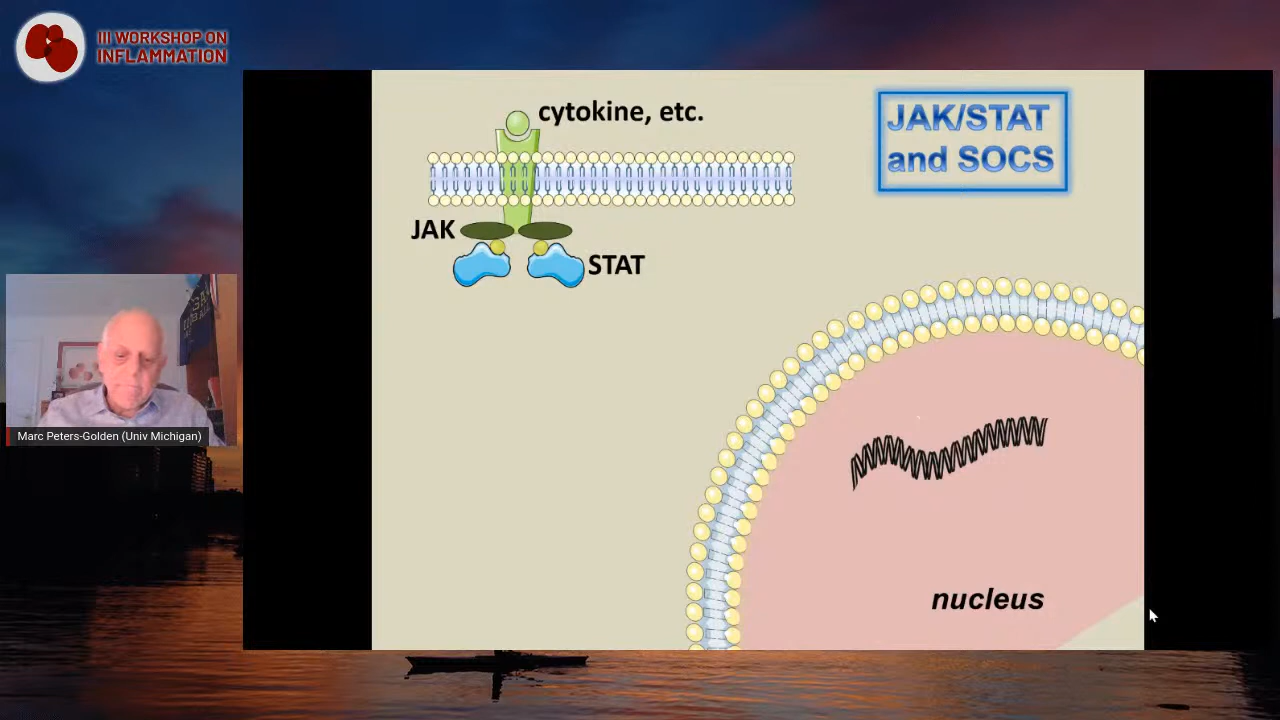 III WORKSHOP ON
INFLAMMATION
cytokine, etc.
JAK/STAT
and SOCS
JAK
STAT
Marc Peters-Golden (Univ Michigan)
nucleus